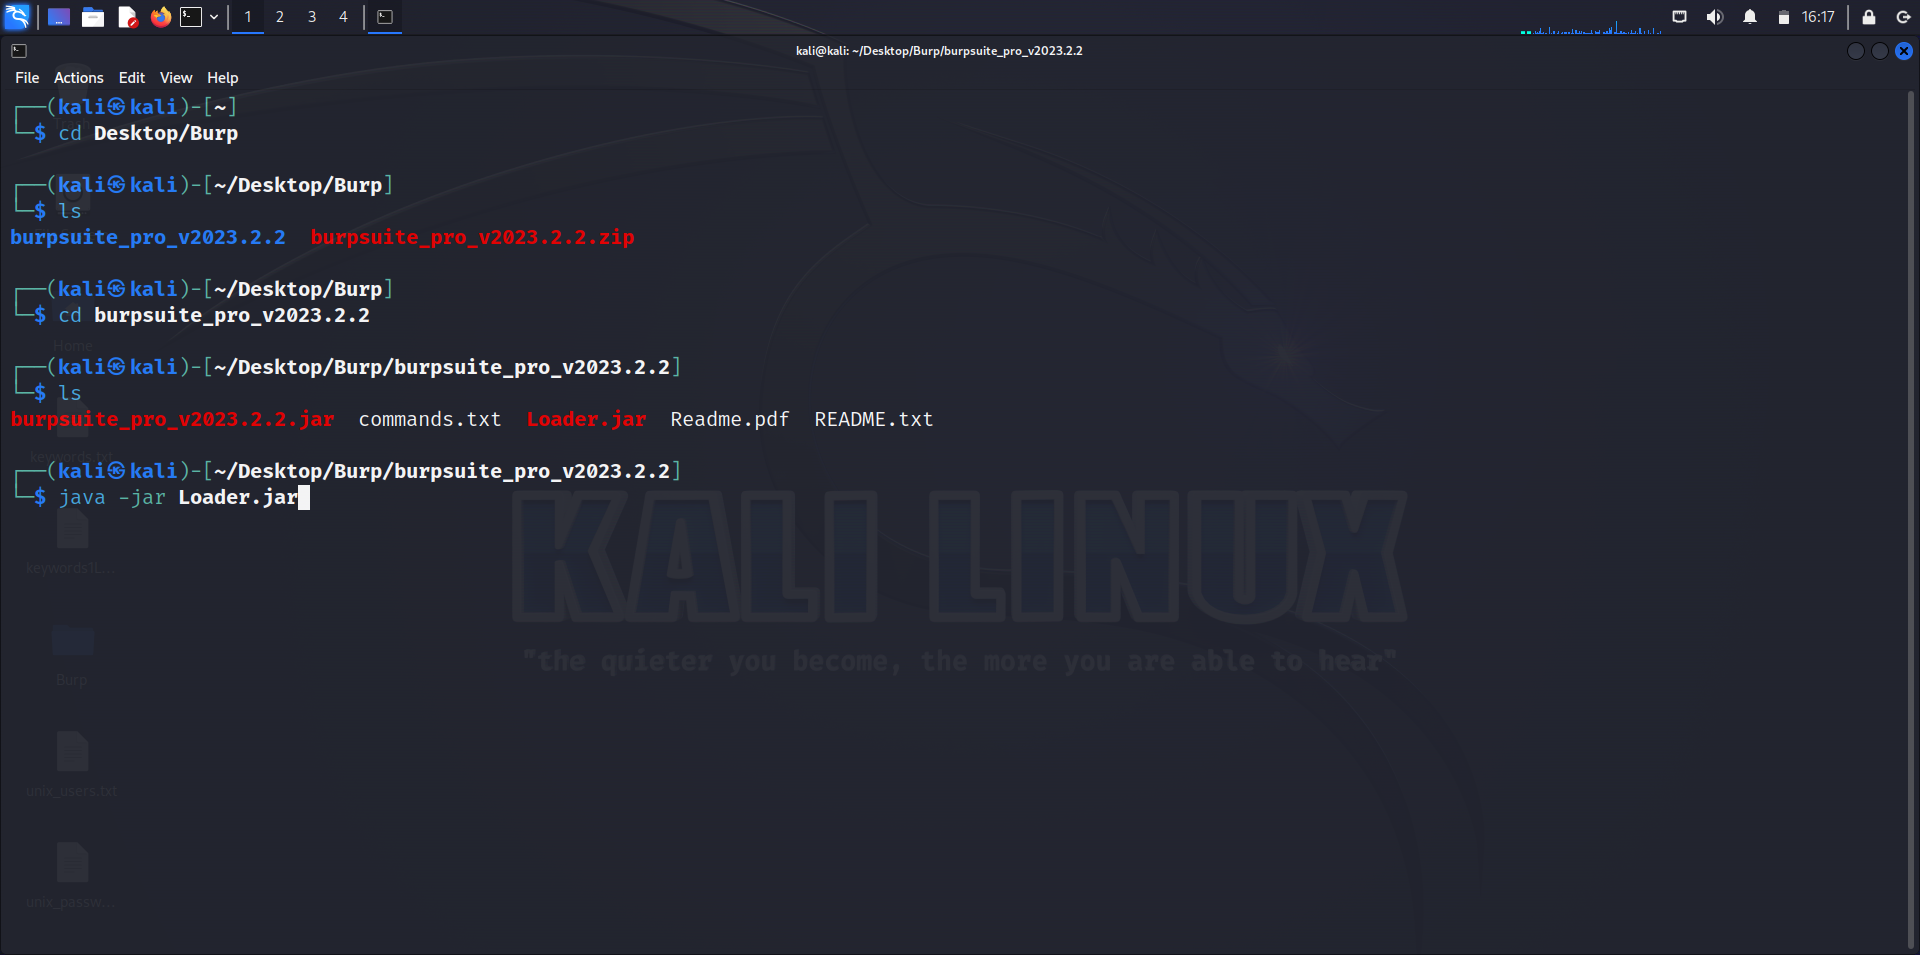 1 2 3 4 16:17
kali@kali: ~/Desktop/Burp/burpsuite_pro_v2023.2.2
File Actions Edit View Help
┌──(kali㉿kali)-[~]
└─$ cd Desktop/Burp
┌──(kali㉿kali)-[~/Desktop/Burp]
└─$ ls
burpsuite_pro_v2023.2.2 burpsuite_pro_v2023.2.2.zip
┌──(kali㉿kali)-[~/Desktop/Burp]
└─$ cd burpsuite_pro_v2023.2.2
Home
┌──(kali㉿kali)-[~/Desktop/Burp/burpsuite_pro_v2023.2.2]
└─$ ls
burpsuite_pro_v2023.2.2.jar commands.txt Loader.jar Readme.pdf README.txt
keywords.txt
┌──(kali㉿kali)-[~/Desktop/Burp/burpsuite_pro_v2023.2.2]
└─$ java -jar Loader.jar
KALI LINUX
"the quieter you become, the more you are able to hear"
Burp
unix_users.txt
unix_passw...